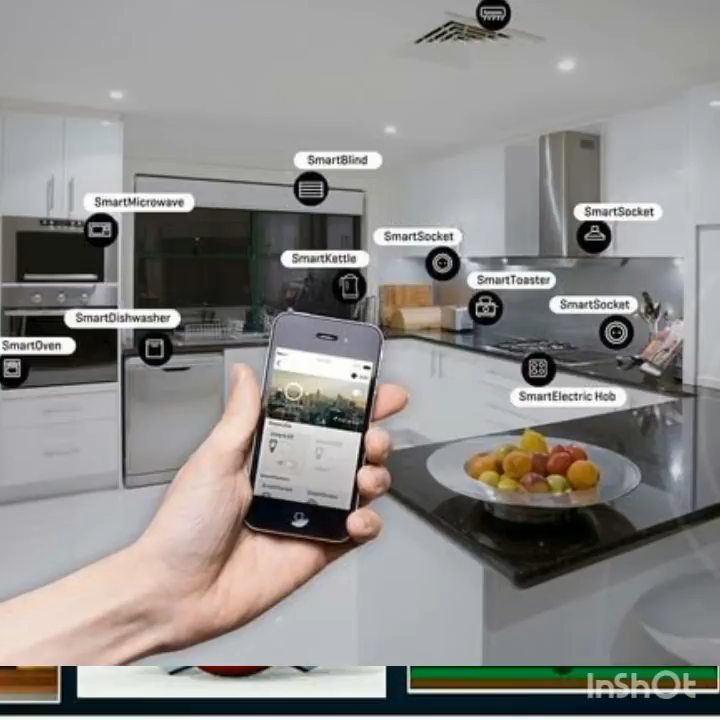 SmartBlind
SmartMicrowave
SmartSocket
SmartSocket
SmartKettle
SmartToaster
SmartSocket
SmartDishwasher
SmartOven
SmartElectric Hob
InShOt